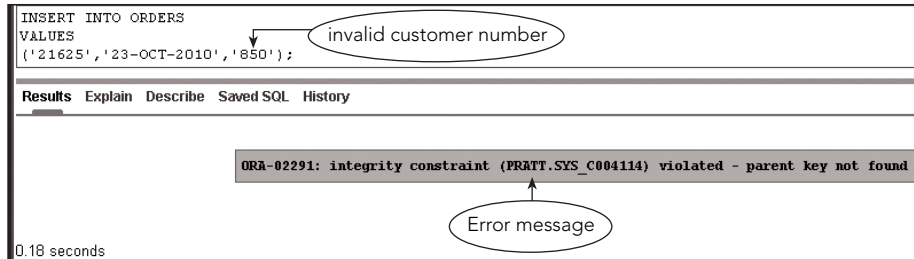 INSERT INTO ORDERS
VALUES
('21625','23-OCT-2010','850');
invalid customer number
Results Explain Describe Saved SQL History
ORA-02291: integrity constraint (PRATT.SYS_C004114) violated - parent key not found
Error message
0.18 seconds